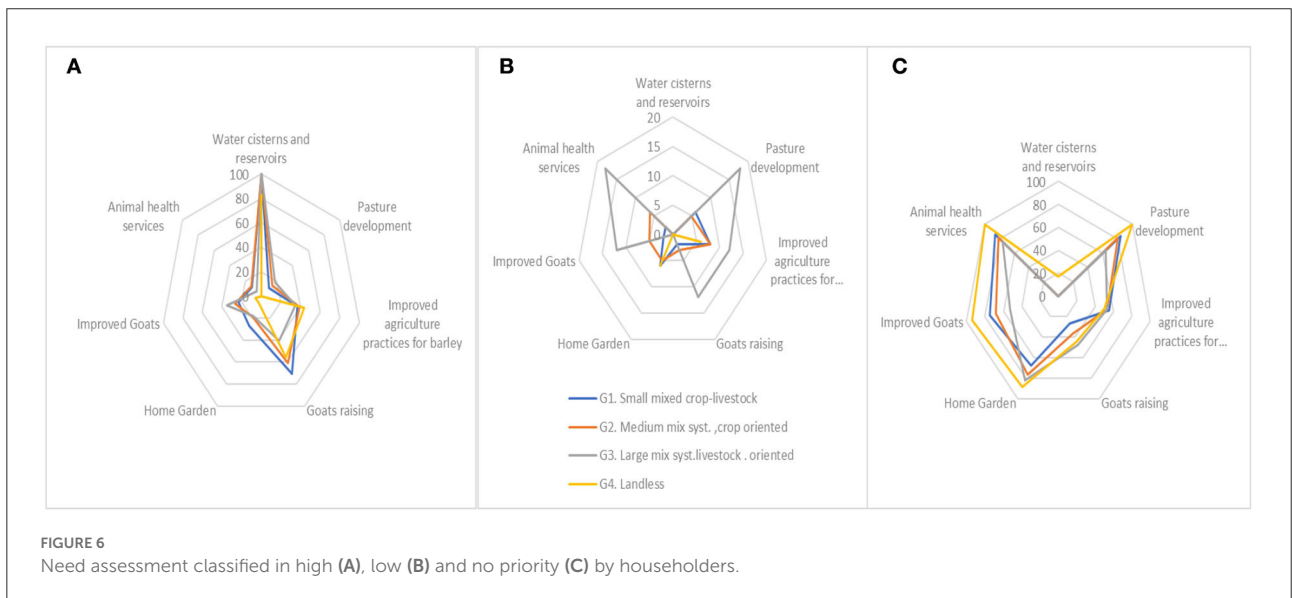 A
Water cisterns and
reservoirs
100
80
60
40
20
0
Pasture
development
Improved
agriculture
practices for barley
Goats raising
Home Garden
Improved Goats
Animal health
services
B
Water cisterns
and reservoirs
20
15
10
5
0
Pasture
development
Improved
agriculture
practices for...
Goats raising
Home Garden
Improved Goats
Animal health
services
G1. Small mixed crop-livestock
G2. Medium mix syst. ,crop oriented
G3. Large mix syst.livestock . oriented
G4. Landless
C
Water cisterns
and reservoirs
100
80
60
40
20
0
Pasture
development
Improved
agriculture
practices for...
Goats raising
Home Garden
Improved Goats
Animal health
services
FIGURE 6
Need assessment classified in high (A), low (B) and no priority (C) by householders.